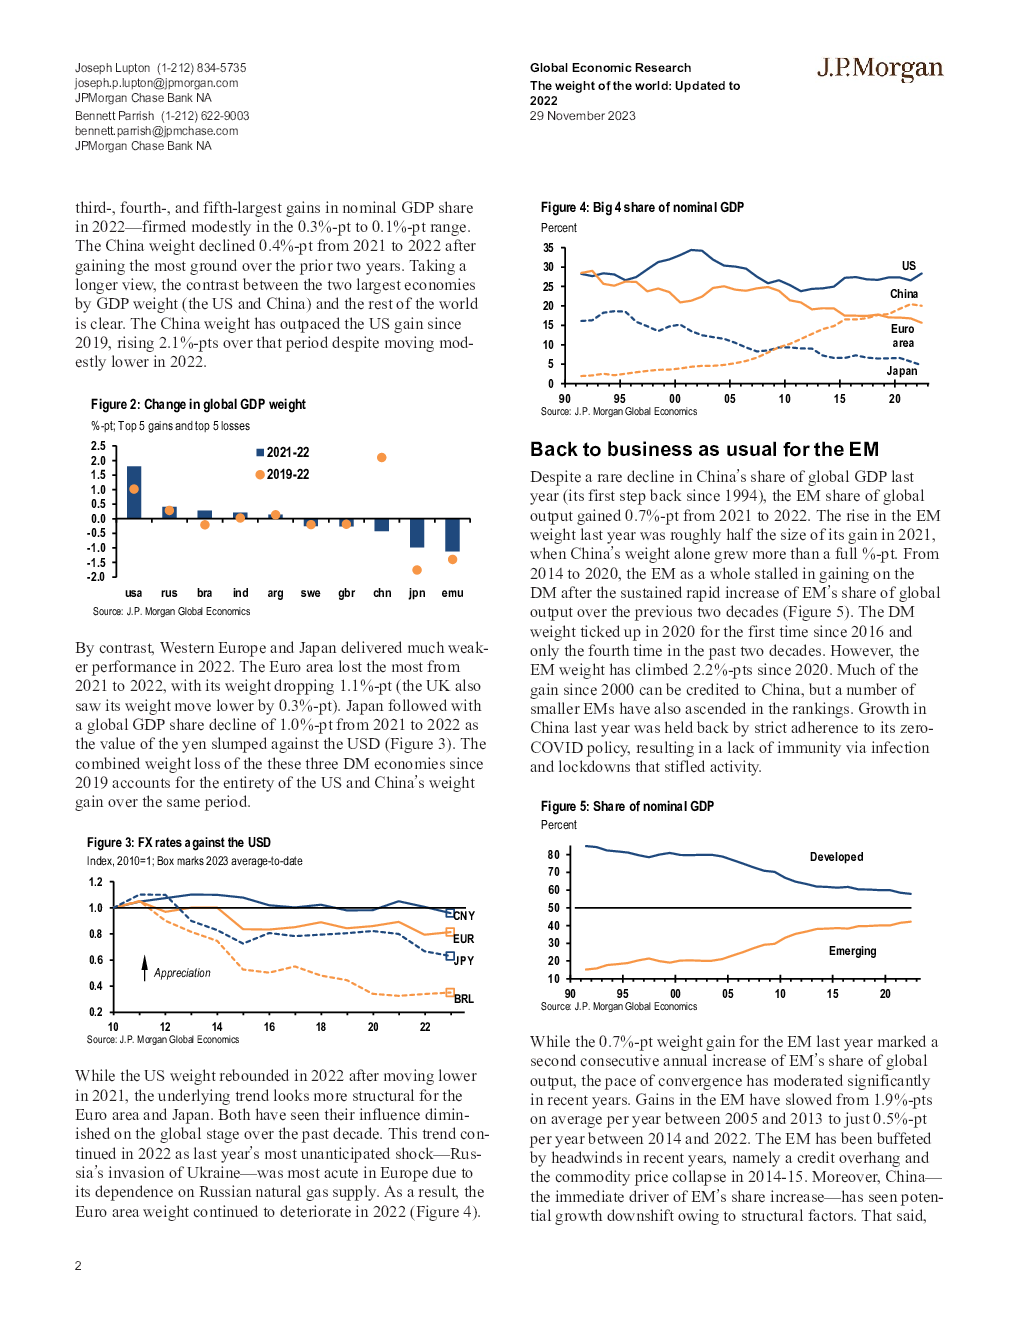 Joseph Lupton (1-212) 834-5735
joseph.p.lupton@jpmorgan.com
JPMorgan Chase Bank NA
Bennett Parrish (1-212) 622-9003
bennett.parrish@jpmchase.com
JPMorgan Chase Bank NA
Global Economic Research
The weight of the world: Updated to
2022
29 November 2023
J.P.Morgan
third-, fourth-, and fifth-largest gains in nominal GDP share
in 2022—firmed modestly in the 0.3%-pt to 0.1%-pt range.
The China weight declined 0.4%-pt from 2021 to 2022 after
gaining the most ground over the prior two years. Taking a
longer view, the contrast between the two largest economies
by GDP weight (the US and China) and the rest of the world
is clear. The China weight has outpaced the US gain since
2019, rising 2.1%-pts over that period despite moving mod-
estly lower in 2022.
Figure 2: Change in global GDP weight
%-pt; Top 5 gains and top 5 losses
2.5
2.0
1.5
1.0
0.5
0.0
-0.5
-1.0
-1.5
-2.0
2021-22
2019-22
usa rus bra ind arg swe gbr chn jpn emu
Source: J.P. Morgan Global Economics
By contrast, Western Europe and Japan delivered much weak-
er performance in 2022. The Euro area lost the most from
2021 to 2022, with its weight dropping 1.1%-pt (the UK also
saw its weight move lower by 0.3%-pt). Japan followed with
a global GDP share decline of 1.0%-pt from 2021 to 2022 as
the value of the yen slumped against the USD (Figure 3). The
combined weight loss of the these three DM economies since
2019 accounts for the entirety of the US and China's weight
gain over the same period.
Figure 3: FX rates against the USD
Index, 2010=1; Box marks 2023 average-to-date
1.2
1.0
0.8
0.6
0.4
0.2
CNY
EUR
JPY
BRL
Appreciation
10 12 14 16 18 20 22
Source: J.P. Morgan Global Economics
While the US weight rebounded in 2022 after moving lower
in 2021, the underlying trend looks more structural for the
Euro area and Japan. Both have seen their influence dimin-
ished on the global stage over the past decade. This trend con-
tinued in 2022 as last year's most unanticipated shock—Rus-
sia's invasion of Ukraine—was most acute in Europe due to
its dependence on Russian natural gas supply. As a result, the
Euro area weight continued to deteriorate in 2022 (Figure 4).
Figure 4: Big 4 share of nominal GDP
Percent
35
30
25
20
15
10
5
0
US
China
Euro
area
Japan
90 95 00 05 10 15 20
Source: J.P. Morgan Global Economics
Back to business as usual for the EM
Despite a rare decline in China's share of global GDP last
year (its first step back since 1994), the EM share of global
output gained 0.7%-pt from 2021 to 2022. The rise in the EM
weight last year was roughly half the size of its gain in 2021,
when China's weight alone grew more than a full %-pt. From
2014 to 2020, the EM as a whole stalled in gaining on the
DM after the sustained rapid increase of EM's share of global
output over the previous two decades (Figure 5). The DM
weight ticked up in 2020 for the first time since 2016 and
only the fourth time in the past two decades. However, the
EM weight has climbed 2.2%-pts since 2020. Much of the
gain since 2000 can be credited to China, but a number of
smaller EMs have also ascended in the rankings. Growth in
China last year was held back by strict adherence to its zero-
COVID policy, resulting in a lack of immunity via infection
and lockdowns that stifled activity.
Figure 5: Share of nominal GDP
Percent
80
70
60
50
40
30
20
10
Developed
Emerging
90 95 00 05 10 15 20
Source: J.P. Morgan Global Economics
While the 0.7%-pt weight gain for the EM last year marked a
second consecutive annual increase of EM's share of global
output, the pace of convergence has moderated significantly
in recent years. Gains in the EM have slowed from 1.9%-pts
on average per year between 2005 and 2013 to just 0.5%-pt
per year between 2014 and 2022. The EM has been buffeted
by headwinds in recent years, namely a credit overhang and
the commodity price collapse in 2014-15. Moreover, China—
the immediate driver of EM's share increase—has seen poten-
tial growth downshift owing to structural factors. That said,
2